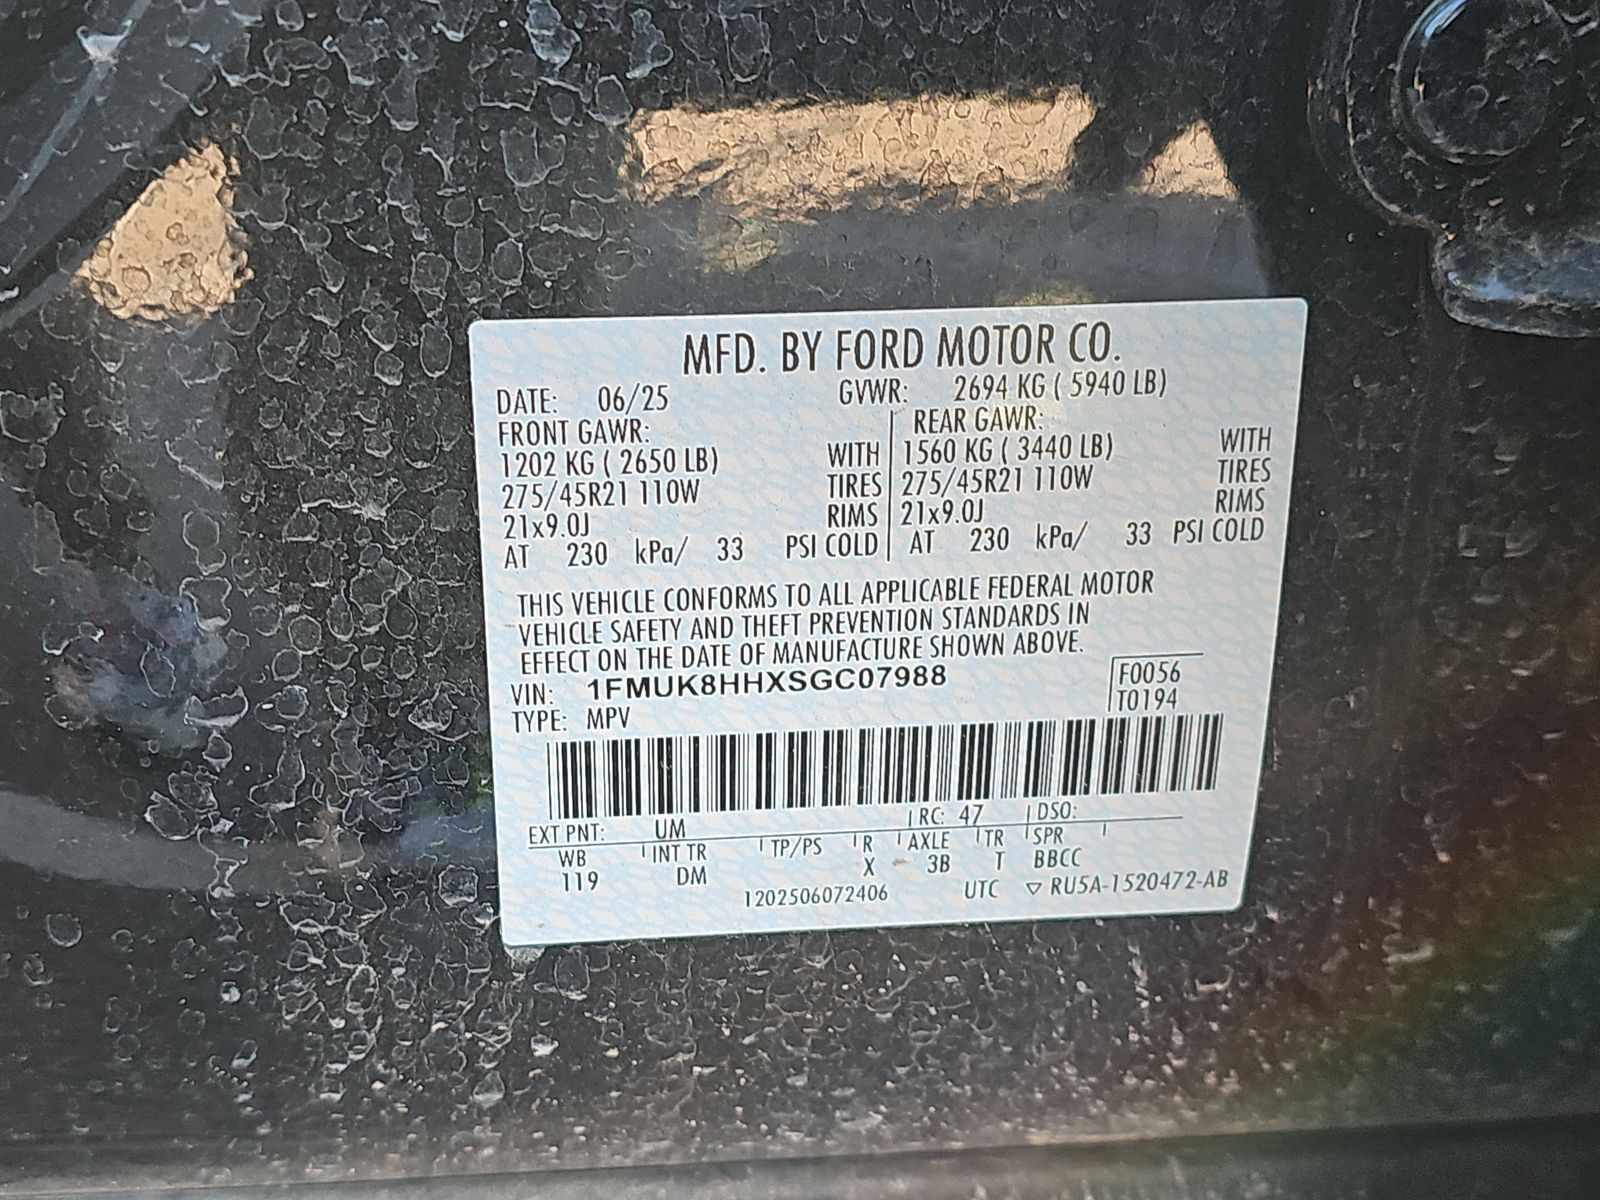 MFD. BY FORD MOTOR CO.
DATE: 06/25 GVWR: 2694 KG ( 5940 LB)
FRONT GAWR: REAR GAWR:
1202 KG ( 2650 LB) WITH 1560 KG ( 3440 LB) WITH
275/45R21 110W TIRES 275/45R21 110W TIRES
21x9.0J RIMS 21x9.0J RIMS
AT 230 kPa/ 33 PSI COLD AT 230 kPa/ 33 PSI COLD
THIS VEHICLE CONFORMS TO ALL APPLICABLE FEDERAL MOTOR
VEHICLE SAFETY AND THEFT PREVENTION STANDARDS IN
EFFECT ON THE DATE OF MANUFACTURE SHOWN ABOVE.
VIN: 1FMUK8HHXSGC07988 F0056
TYPE: MPV T0194
EXT PNT: UM RC: 47 DSO:
WB INT TR TP/PS R AXLE TR SPR
119 DM X 3B T BBCC
1202506072406 UTC ▽ RU5A-1520472-AB